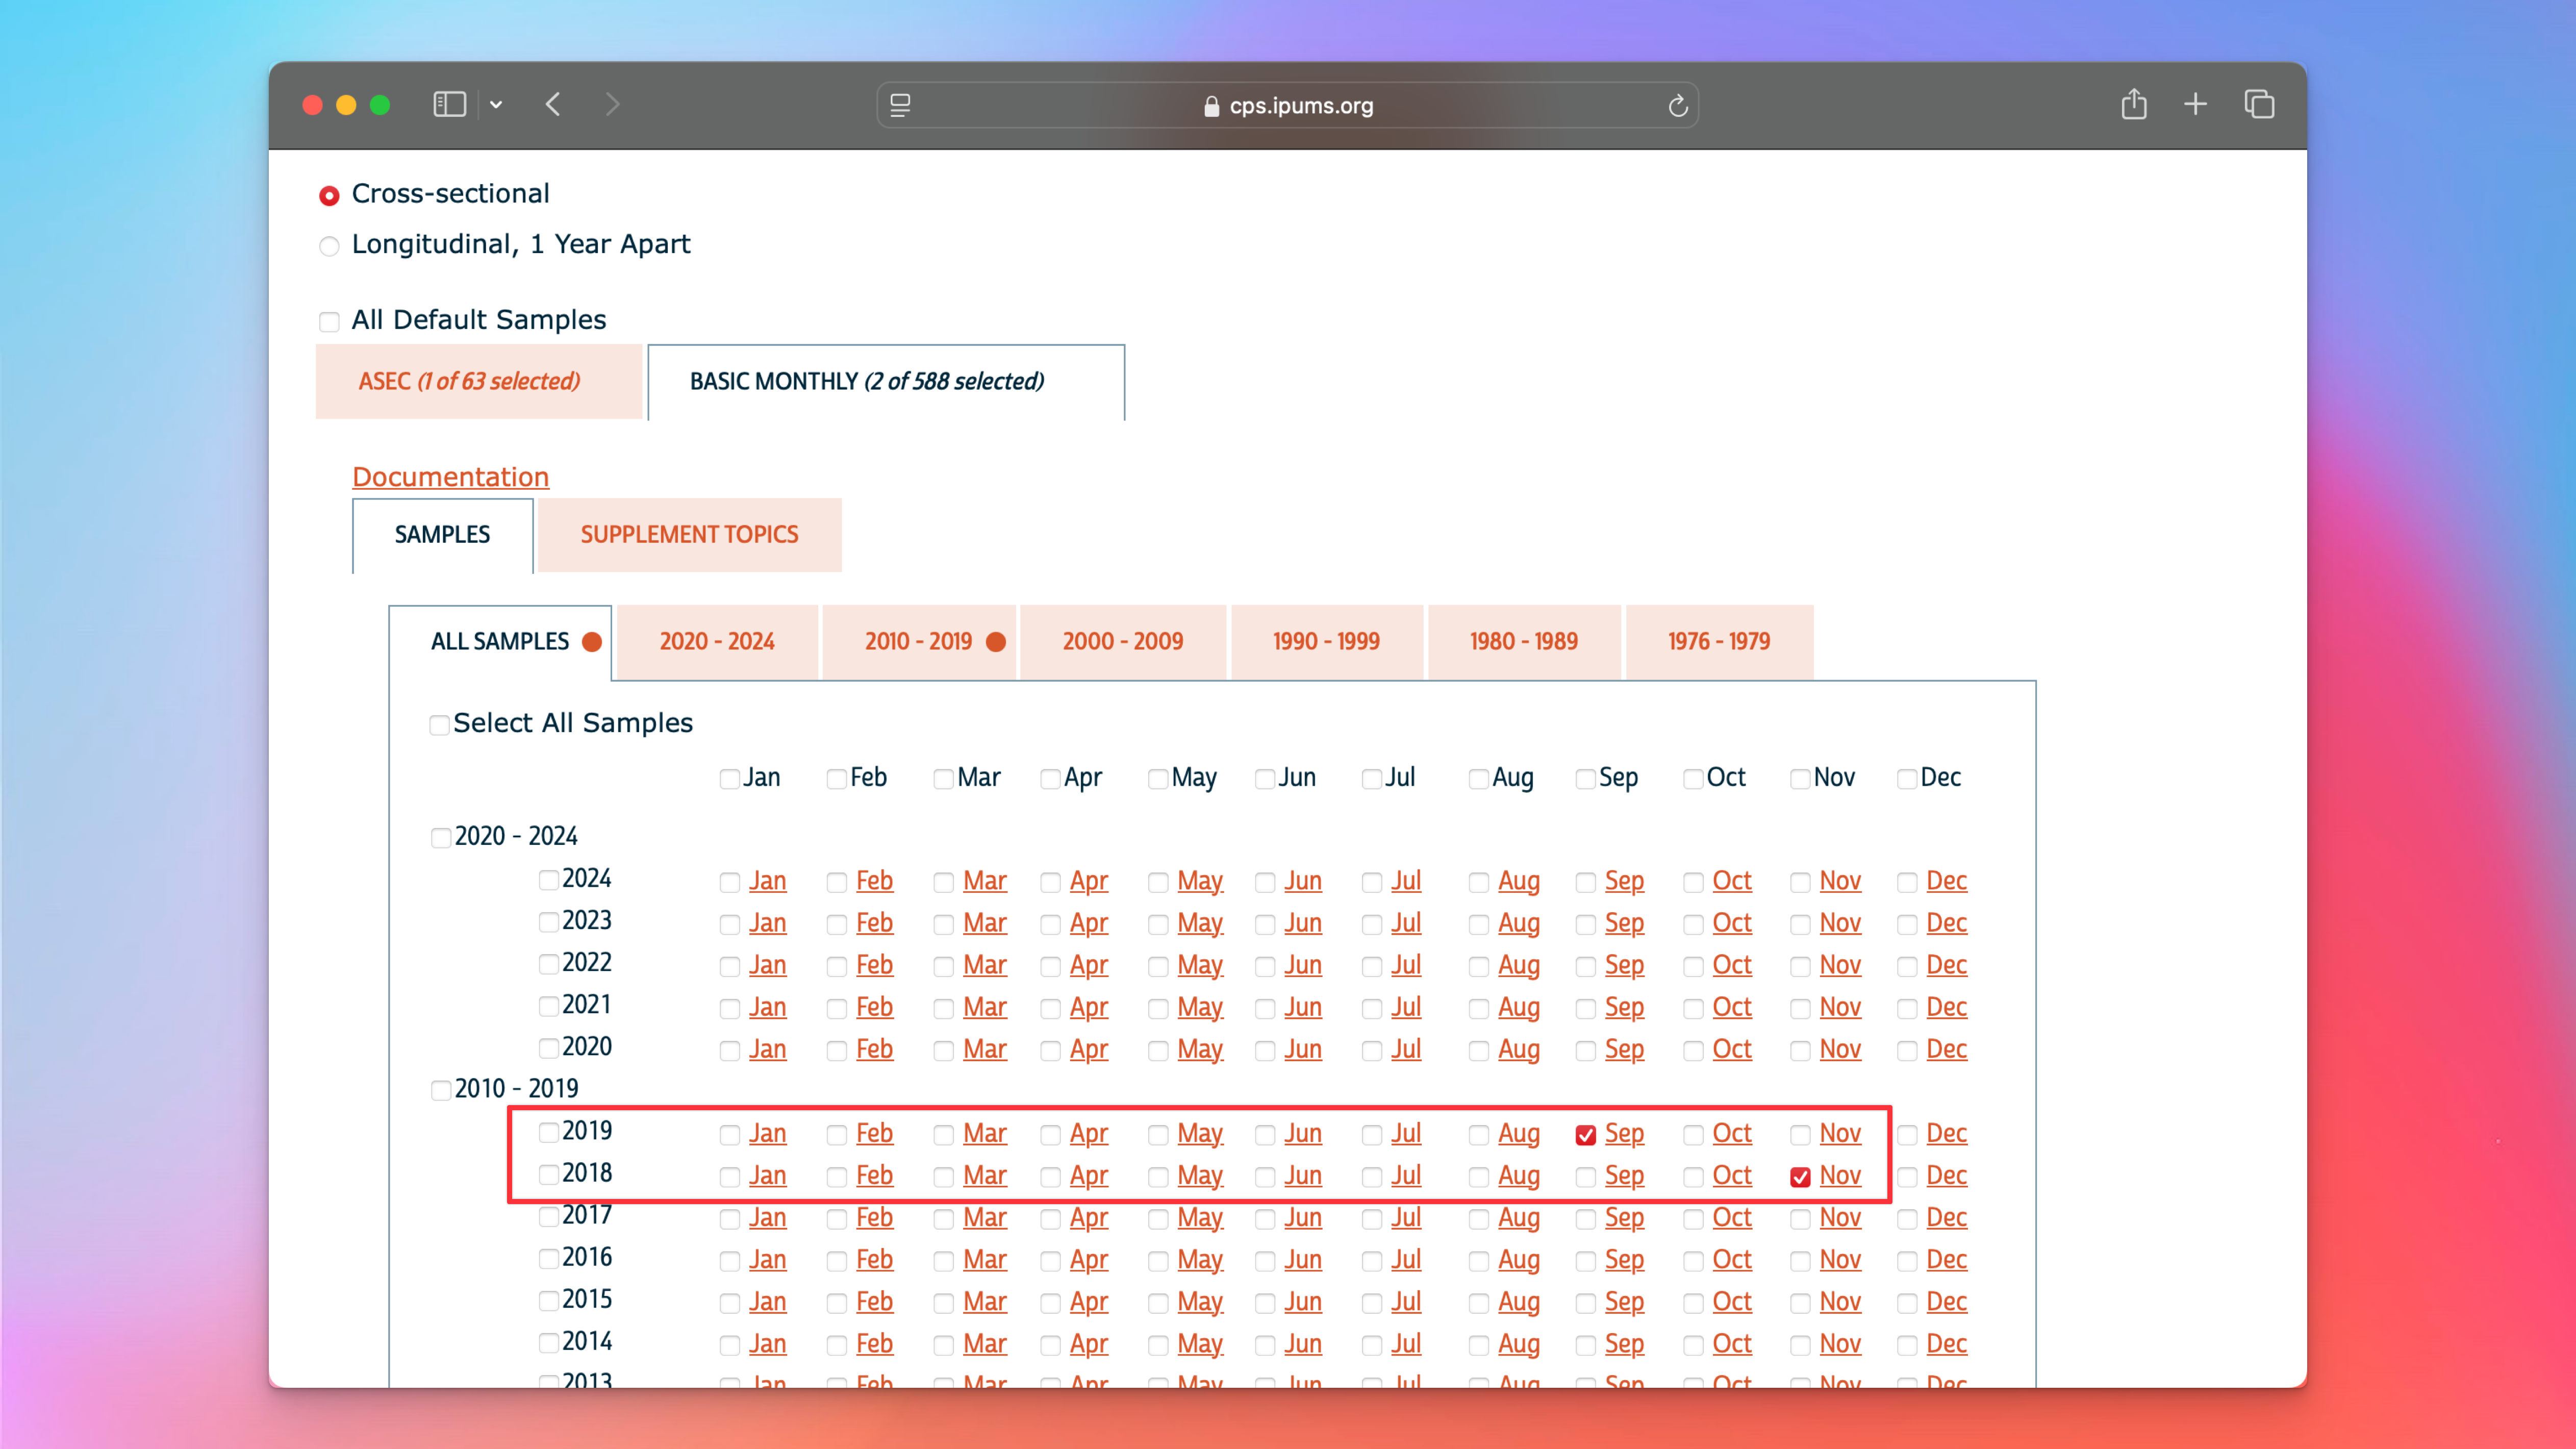 cps.ipums.org
Cross-sectional
Longitudinal, 1 Year Apart
All Default Samples
ASEC (1 of 63 selected) BASIC MONTHLY (2 of 588 selected)
Documentation
SAMPLES SUPPLEMENT TOPICS
ALL SAMPLES 2020 - 2024 2010 - 2019 2000 - 2009 1990 - 1999 1980 - 1989 1976 - 1979
Select All Samples
Jan Feb Mar Apr May Jun Jul Aug Sep Oct Nov Dec
2020 - 2024
2024 Jan Feb Mar Apr May Jun Jul Aug Sep Oct Nov Dec
2023 Jan Feb Mar Apr May Jun Jul Aug Sep Oct Nov Dec
2022 Jan Feb Mar Apr May Jun Jul Aug Sep Oct Nov Dec
2021 Jan Feb Mar Apr May Jun Jul Aug Sep Oct Nov Dec
2020 Jan Feb Mar Apr May Jun Jul Aug Sep Oct Nov Dec
2010 - 2019
2019 Jan Feb Mar Apr May Jun Jul Aug Sep Oct Nov Dec
2018 Jan Feb Mar Apr May Jun Jul Aug Sep Oct Nov Dec
2017 Jan Feb Mar Apr May Jun Jul Aug Sep Oct Nov Dec
2016 Jan Feb Mar Apr May Jun Jul Aug Sep Oct Nov Dec
2015 Jan Feb Mar Apr May Jun Jul Aug Sep Oct Nov Dec
2014 Jan Feb Mar Apr May Jun Jul Aug Sep Oct Nov Dec
2013 Jan Feb Mar Apr May Jun Jul Aug Sep Oct Nov Dec